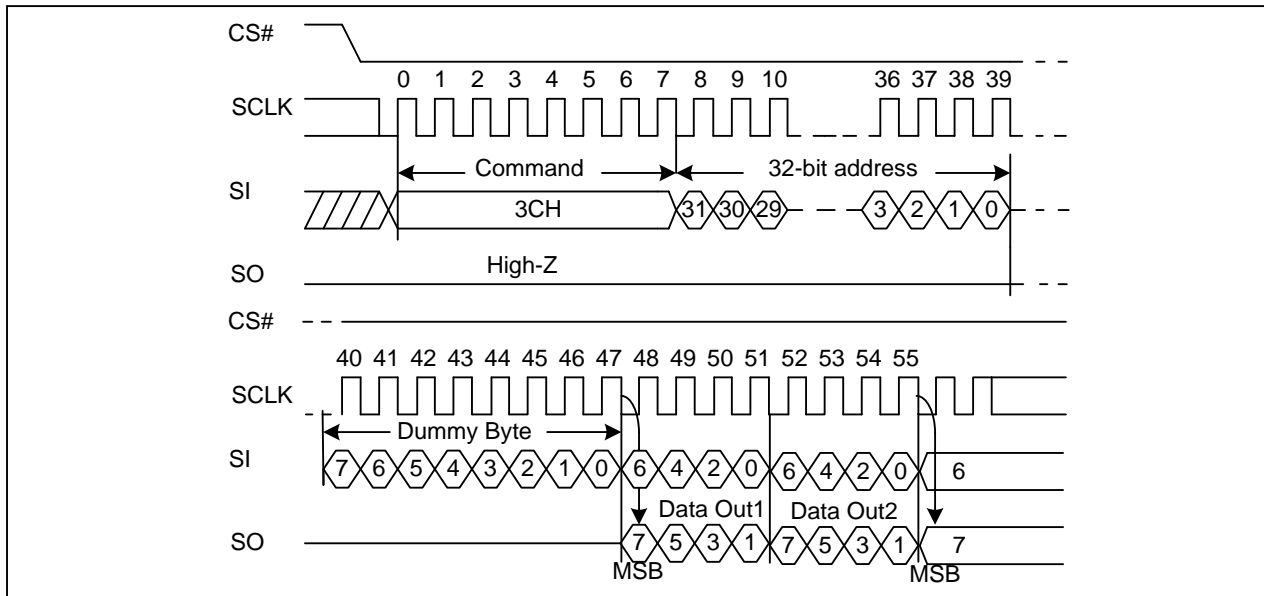 CS#
0 1 2 3 4 5 6 7 8 9 10 36 37 38 39
SCLK
Command 32-bit address
SI 3CH 31 30 29 3 2 1 0
High-Z
SO
CS#
40 41 42 43 44 45 46 47 48 49 50 51 52 53 54 55
SCLK
Dummy Byte
SI 7 6 5 4 3 2 1 0 6 4 2 0 6 4 2 0 6
Data Out1 Data Out2
SO 7 5 3 1 7 5 3 1 7
MSB MSB